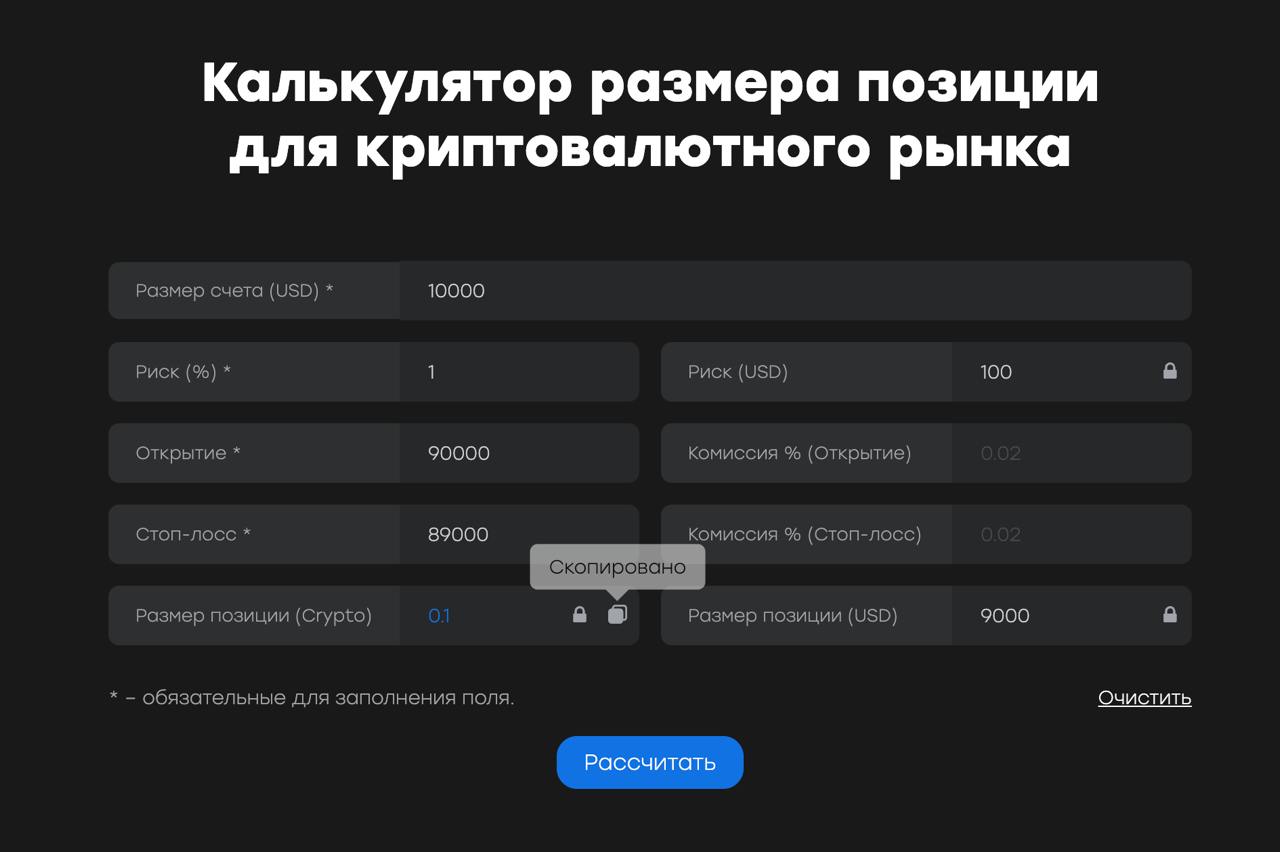 Калькулятор размера позиции
для криптовалютного рынка
Размер счета (USD) * 10000
Риск (%) * 1 Риск (USD) 100
Открытие * 90000 Комиссия % (Открытие) 0.02
Стоп-лосс * 89000 Комиссия % (Стоп-лосс) 0.02
Скопировано
Размер позиции (Crypto) 0.1 Размер позиции (USD) 9000
* – обязательные для заполнения поля. Очистить
Рассчитать